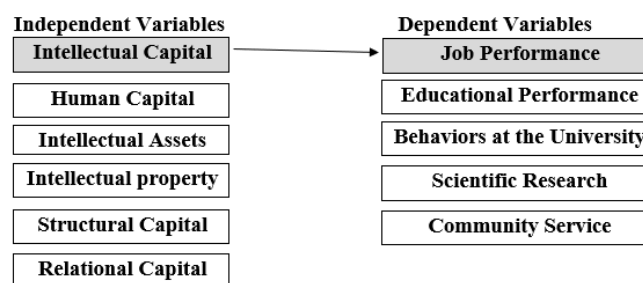 Independent Variables
Intellectual Capital
Human Capital
Intellectual Assets
Intellectual property
Structural Capital
Relational Capital
Dependent Variables
Job Performance
Educational Performance
Behaviors at the University
Scientific Research
Community Service